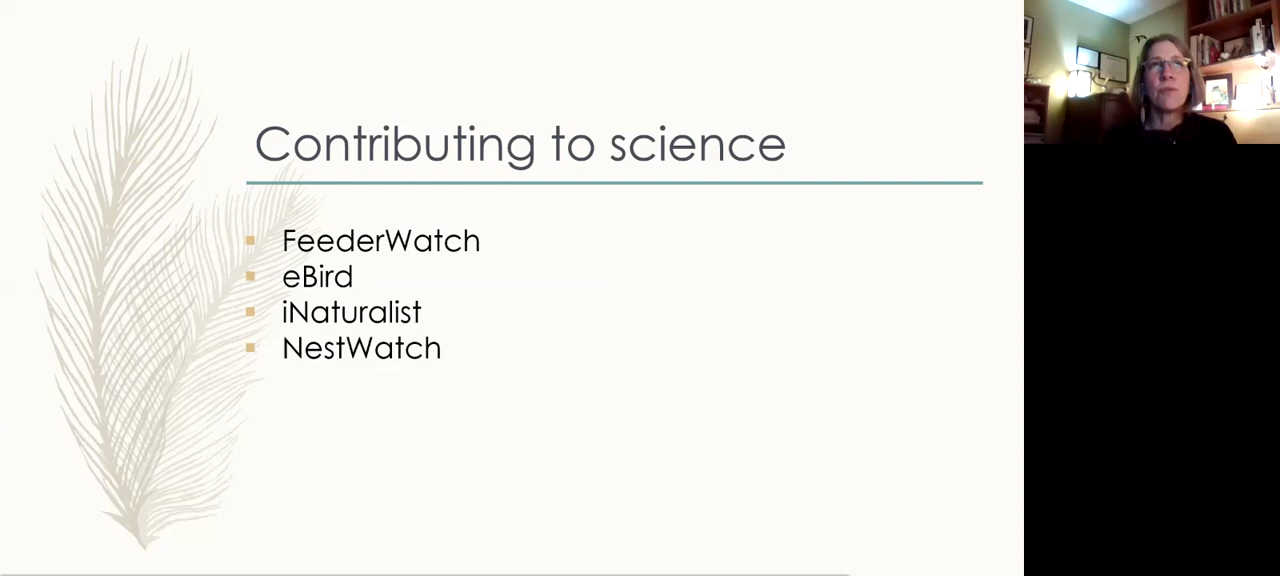 Contributing to science
FeederWatch
eBird
iNaturalist
NestWatch